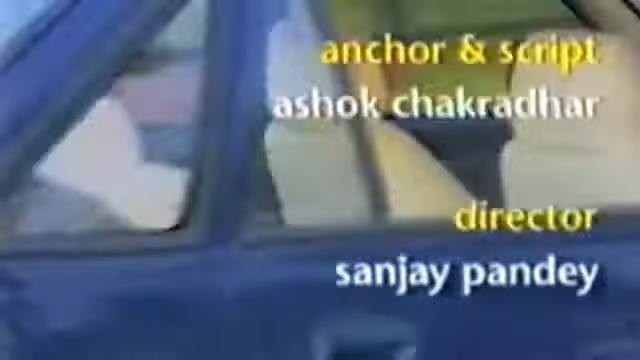 anchor & script
ashok chakradhar
director
sanjay pandey